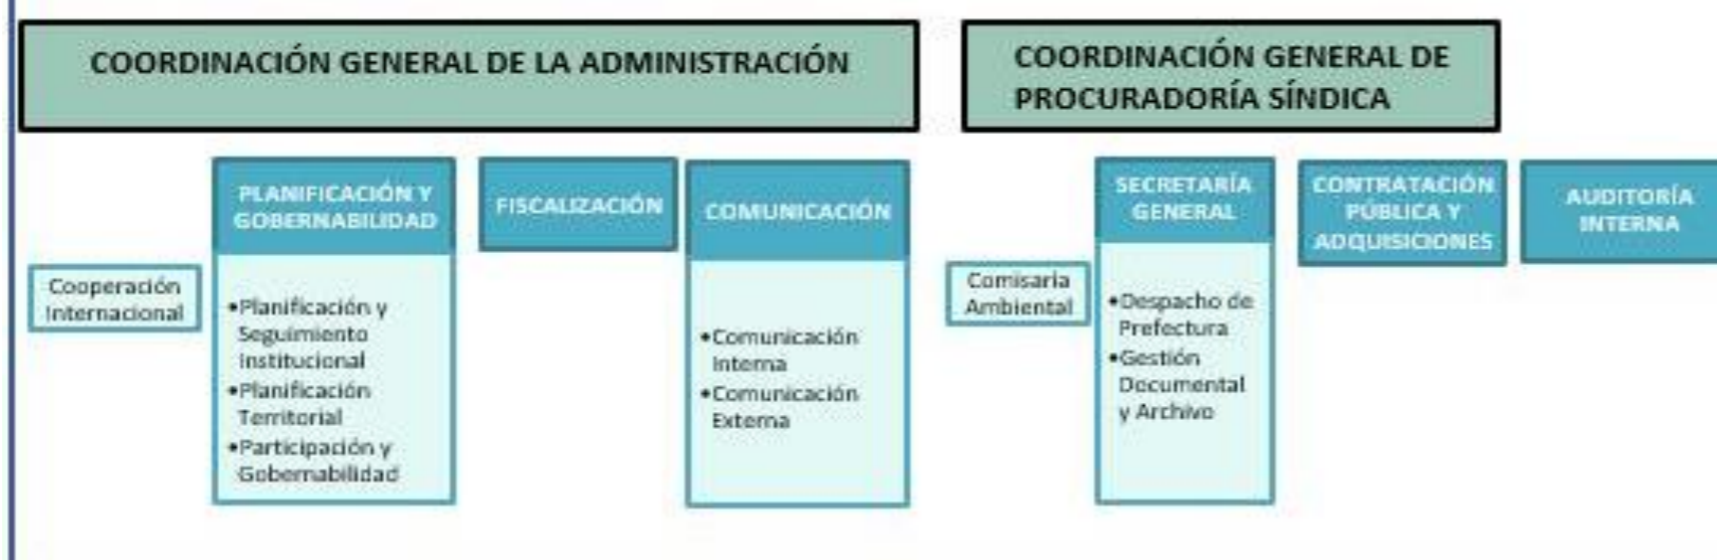 COORDINACIÓN GENERAL DE LA ADMINISTRACIÓN
COORDINACIÓN GENERAL DE
PROCURADORÍA SÍNDICA
Cooperación
Internacional
PLANIFICACIÓN Y
GOBERNABILIDAD
•Planificación y
Seguimiento
Institucional
•Planificación
Territorial
•Participación y
Gobernabilidad
FISCALIZACIÓN
COMUNICACIÓN
•Comunicación
Interna
•Comunicación
Externa
Comisaría
Ambiental
SECRETARÍA
GENERAL
•Despacho de
Prefectura
•Gestión
Documental
y Archivo
CONTRATACIÓN
PÚBLICA Y
ADQUISICIONES
AUDITORÍA
INTERNA